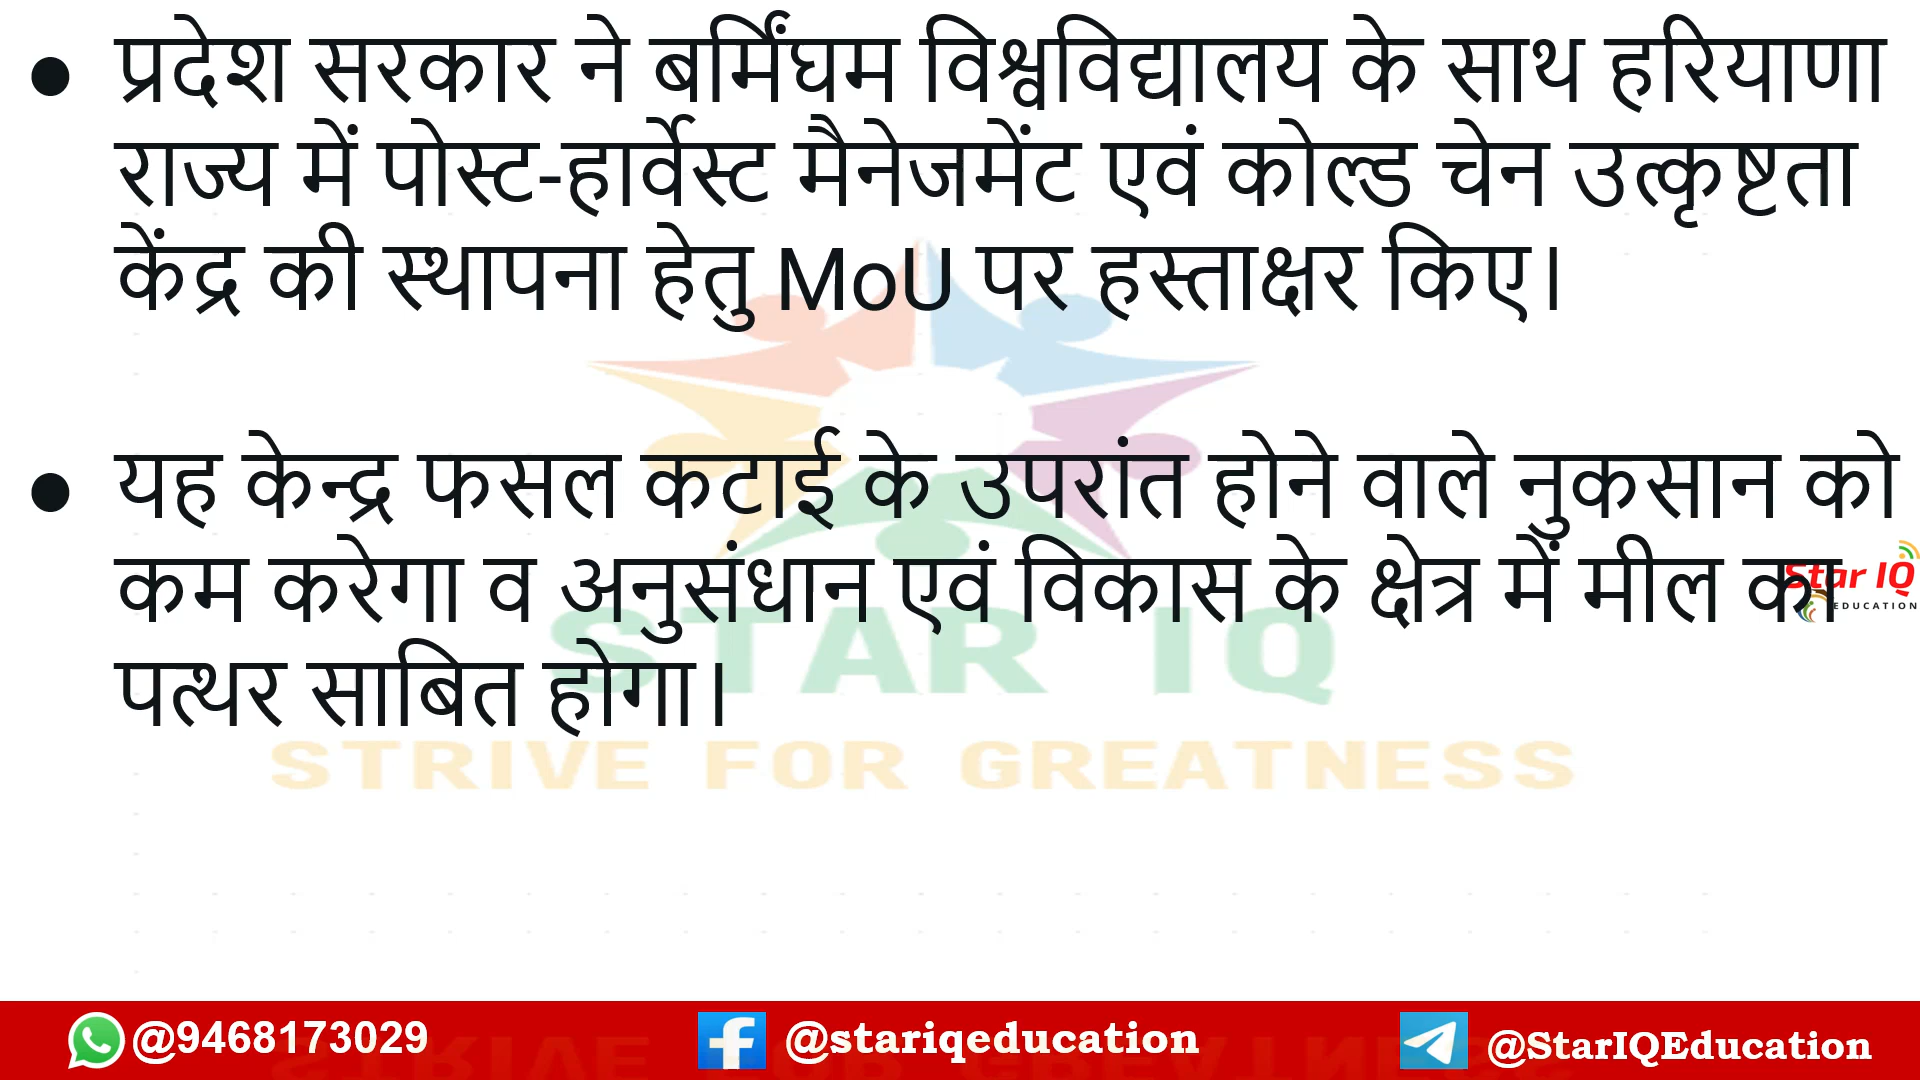 ● प्रदेश सरकार ने बर्मिंघम विश्वविद्यालय के साथ हरियाणा
राज्य में पोस्ट-हार्वेस्ट मैनेजमेंट एवं कोल्ड चेन उत्कृष्टता
केंद्र की स्थापना हेतु MoU पर हस्ताक्षर किए।
● यह केन्द्र फसल कटाई के उपरांत होने वाले नुकसान को
कम करेगा व अनुसंधान एवं विकास के क्षेत्र में मील का
पत्थर साबित होगा।
Star IQ
EDUCATION
STAR IQ
STRIVE FOR GREATNESS
@9468173029
@stariqeducation
@StarIQEducation